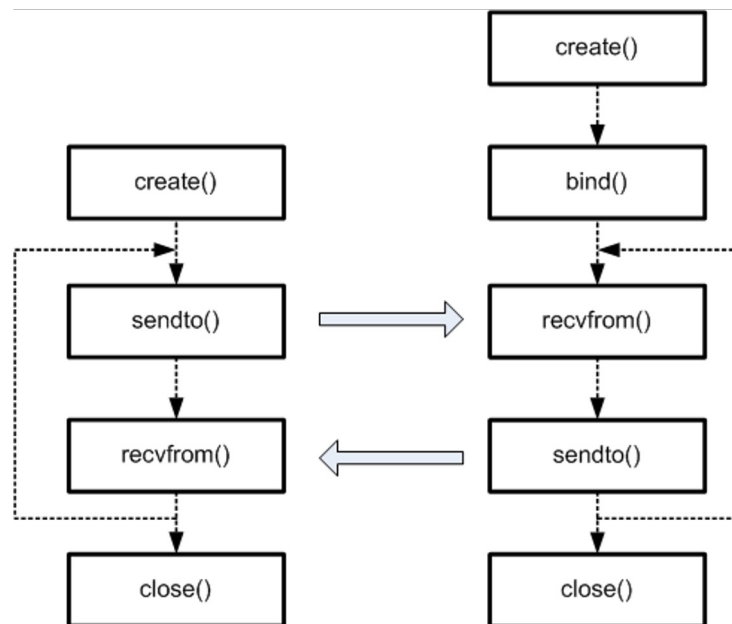 create()
sendto()
recvfrom()
close()
create()
bind()
recvfrom()
sendto()
close()